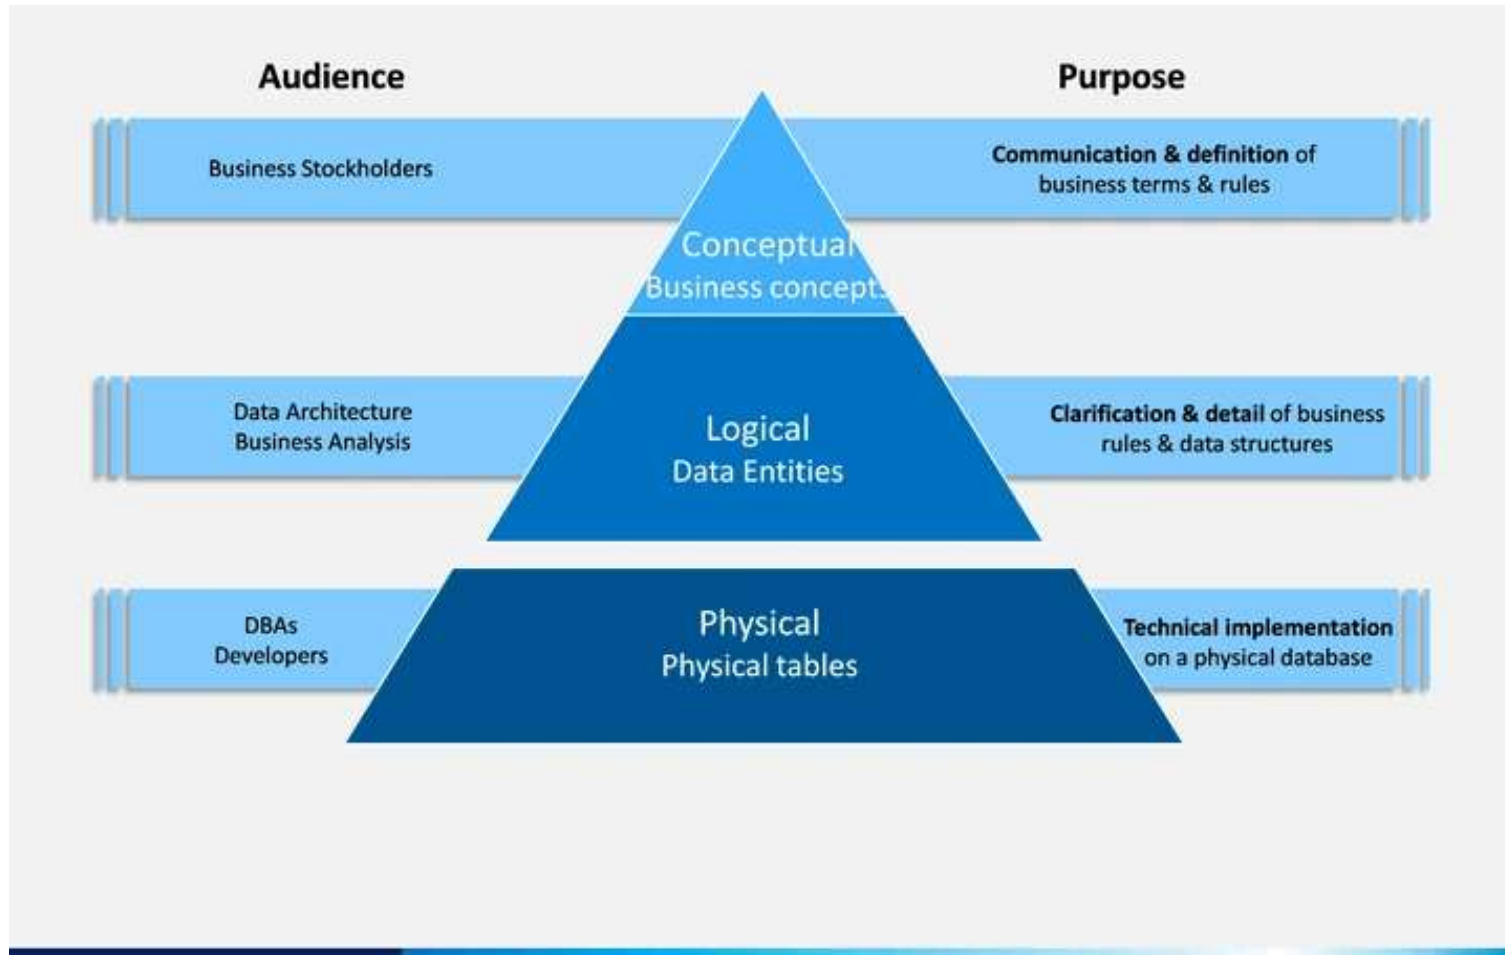 Audience
Purpose
Business Stockholders
Communication & definition of
business terms & rules
Conceptual
Business concepts
Data Architecture
Business Analysis
Logical
Data Entities
Clarification & detail of business
rules & data structures
DBAs
Developers
Physical
Physical tables
Technical implementation
on a physical database